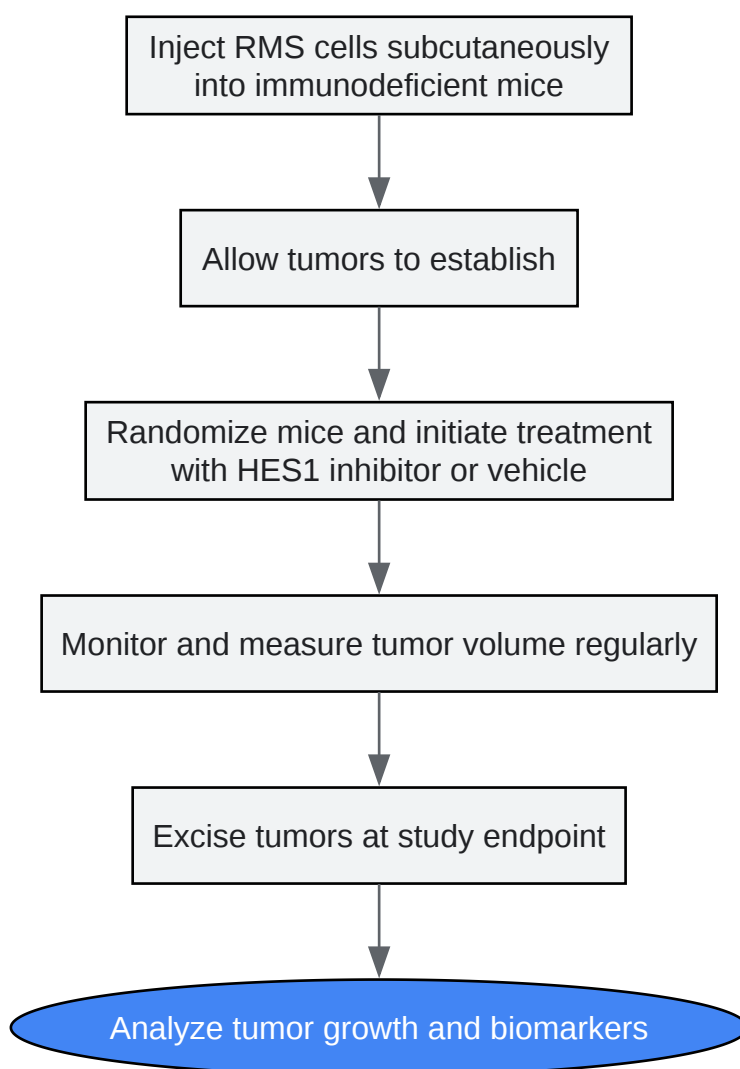 Inject RMS cells subcutaneously
into immunodeficient mice
Allow tumors to establish
Randomize mice and initiate treatment
with HES1 inhibitor or vehicle
Monitor and measure tumor volume regularly
Excise tumors at study endpoint
Analyze tumor growth and biomarkers